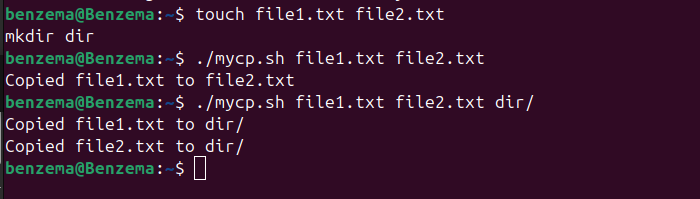 benzema@Benzema:~$ touch file1.txt file2.txt
mkdir dir
benzema@Benzema:~$ ./mycp.sh file1.txt file2.txt
Copied file1.txt to file2.txt
benzema@Benzema:~$ ./mycp.sh file1.txt file2.txt dir/
Copied file1.txt to dir/
Copied file2.txt to dir/
benzema@Benzema:~$